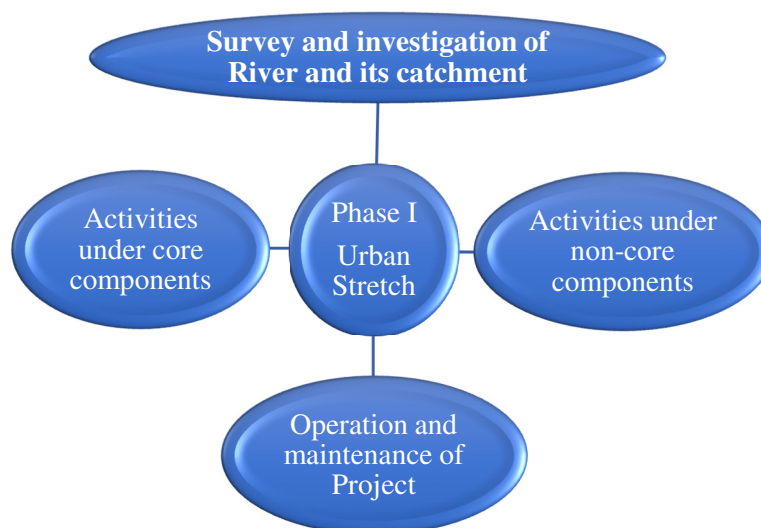 Survey and investigation of
River and its catchment
Activities
under core
components
Phase I
Urban
Stretch
Activities under
non-core
components
Operation and
maintenance of
Project